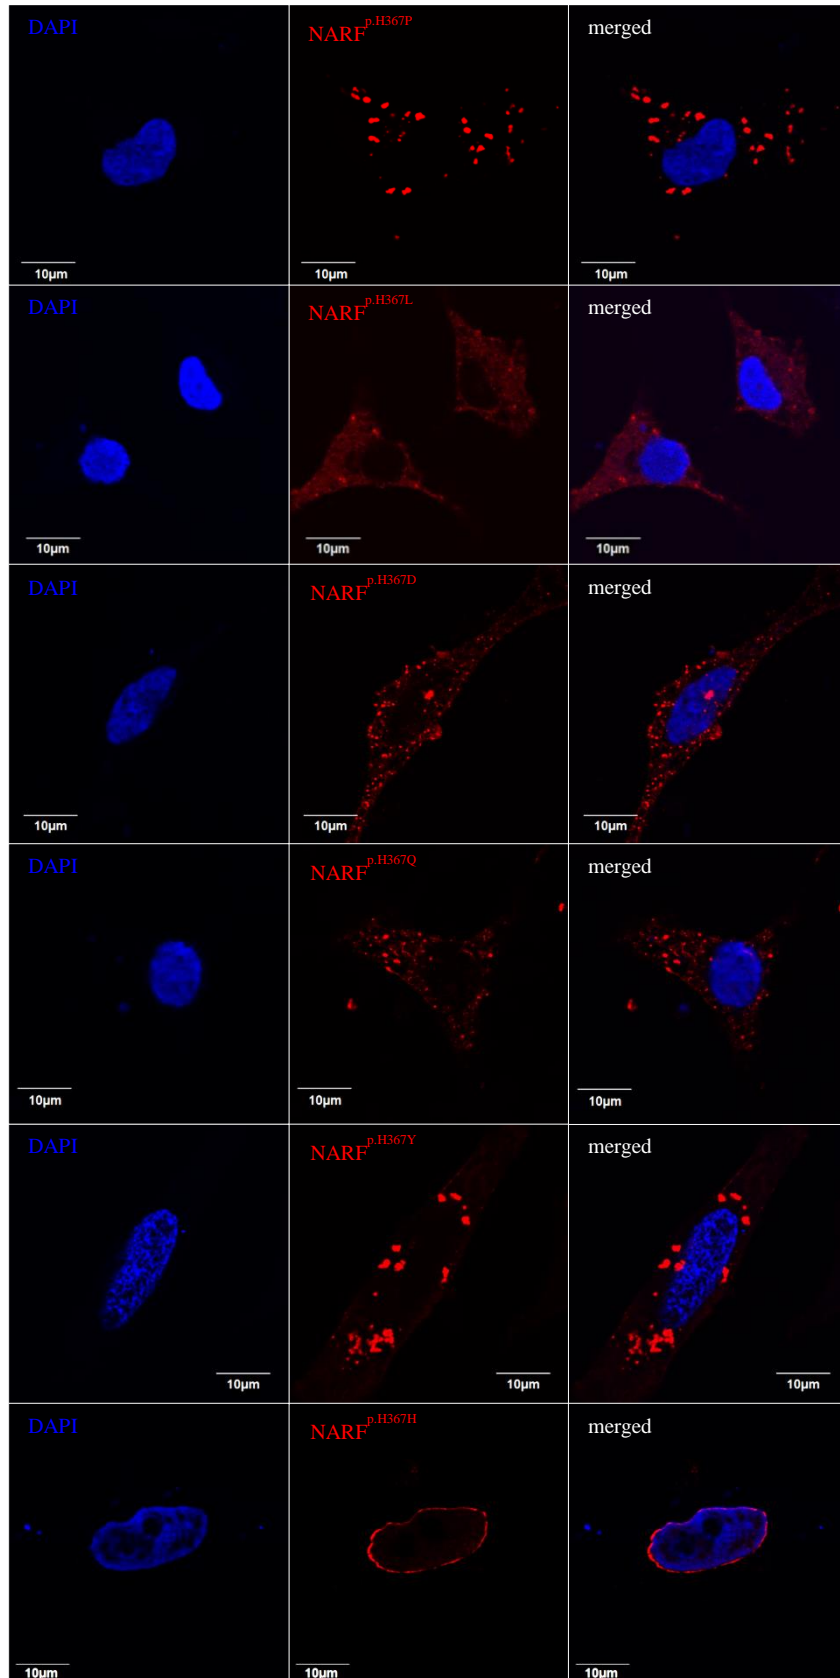 DAPI NARF p.H367P merged
10μm 10μm 10μm
DAPI NARF p.H367L merged
10μm 10μm 10μm
DAPI NARF p.H367D merged
10μm 10μm 10μm
DAPI NARF p.H367Q merged
10μm 10μm 10μm
DAPI NARF p.H367Y merged
10μm 10μm 10μm
DAPI NARF p.H367H merged
10μm 10μm 10μm